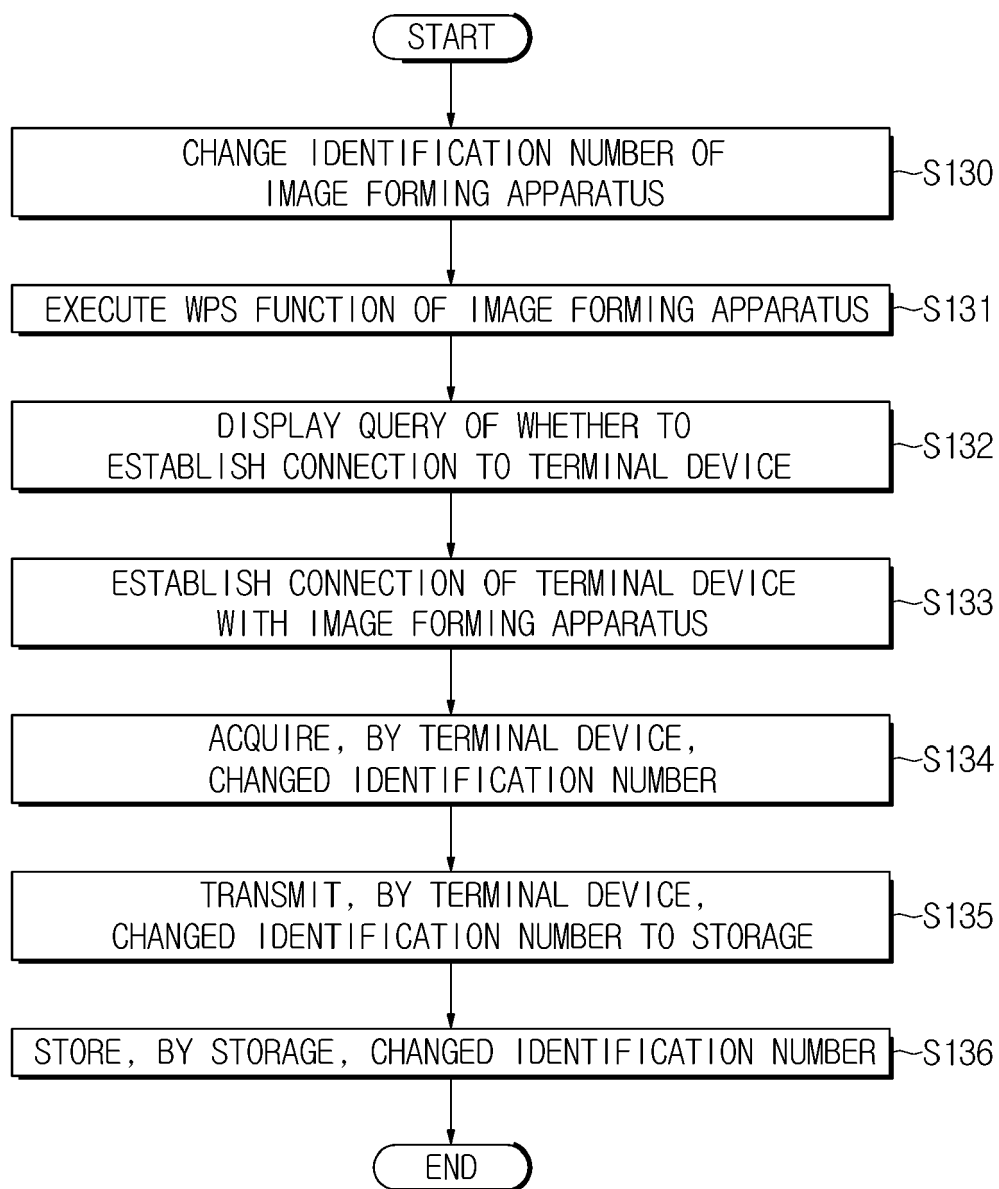 START
CHANGE IDENTIFICATION NUMBER OF
IMAGE FORMING APPARATUS
S130
EXECUTE WPS FUNCTION OF IMAGE FORMING APPARATUS
S131
DISPLAY QUERY OF WHETHER TO
ESTABLISH CONNECTION TO TERMINAL DEVICE
S132
ESTABLISH CONNECTION OF TERMINAL DEVICE
WITH IMAGE FORMING APPARATUS
S133
ACQUIRE, BY TERMINAL DEVICE,
CHANGED IDENTIFICATION NUMBER
S134
TRANSMIT, BY TERMINAL DEVICE,
CHANGED IDENTIFICATION NUMBER TO STORAGE
S135
STORE, BY STORAGE, CHANGED IDENTIFICATION NUMBER
S136
END